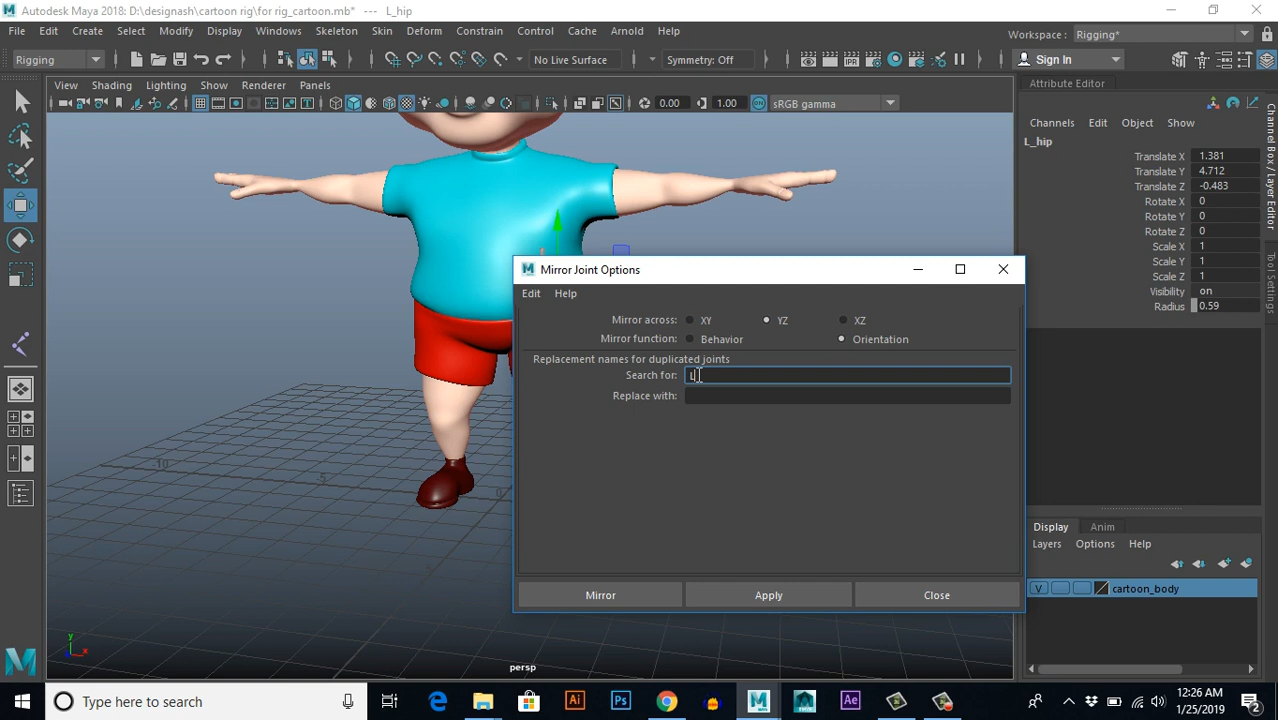 Autodesk Maya 2018: D:\designash\cartoon rig\for rig_cartoon.mb* --- L_hip
File Edit Create Select Modify Display Windows Skeleton Skin Deform Constrain Control Cache Arnold Help Workspace : Rigging*
Rigging No Live Surface Symmetry: Off Sign In
View Shading Lighting Show Renderer Panels Attribute Editor
0.00 1.00 sRGB gamma
Channels Edit Object Show
L_hip
Translate X 1.381
Translate Y 4.712
Translate Z -0.483
Rotate X 0
Rotate Y 0
Rotate Z 0
Scale X 1
Scale Y 1
Scale Z 1
Visibility on
Radius 0.59
Channel Box/Layer Editor
Tool Settings
Mirror Joint Options
Edit Help
Mirror across: XY YZ XZ
Mirror function: Behavior Orientation
Replacement names for duplicated joints
Search for: L
Replace with:
Mirror Apply Close
Display Anim
Layers Options Help
V cartoon_body
persp
Type here to search
12:26 AM
1/25/2019